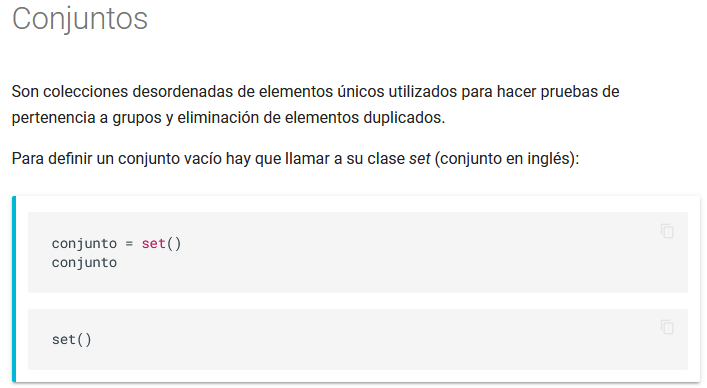 Conjuntos
Son colecciones desordenadas de elementos únicos utilizados para hacer pruebas de
pertenencia a grupos y eliminación de elementos duplicados.
Para definir un conjunto vacío hay que llamar a su clase set (conjunto en inglés):
conjunto = set()
conjunto
set()